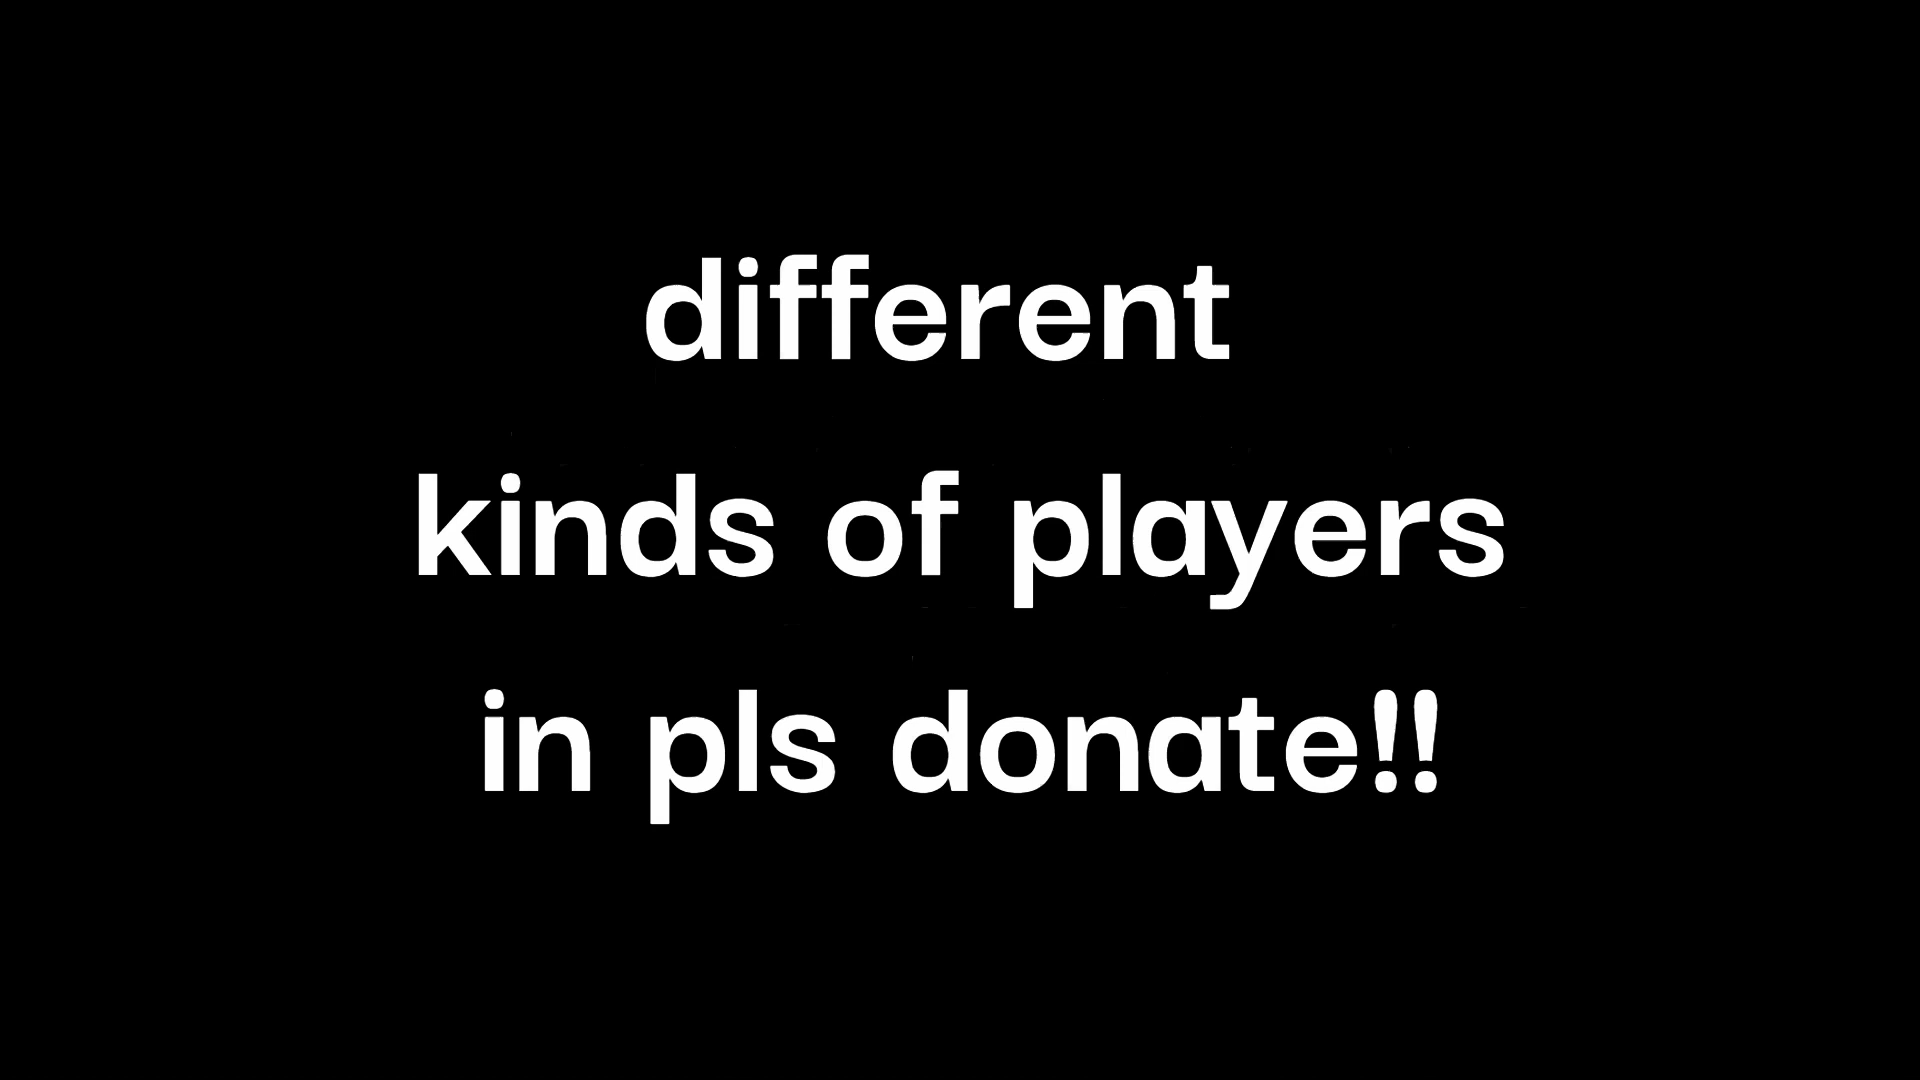 different
kinds of players
in pls donate!!